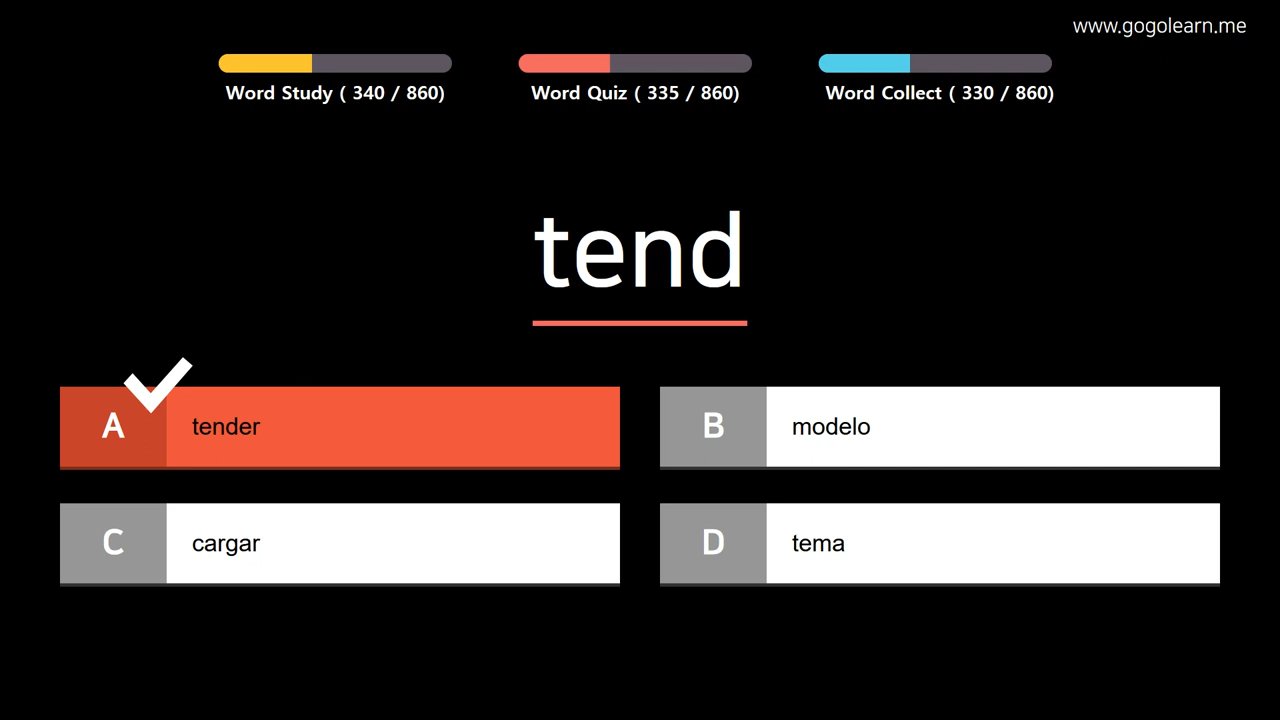 www.gogolearn.me
Word Study ( 340 / 860)
Word Quiz ( 335 / 860)
Word Collect ( 330 / 860)
tend
A tender
B modelo
C cargar
D tema